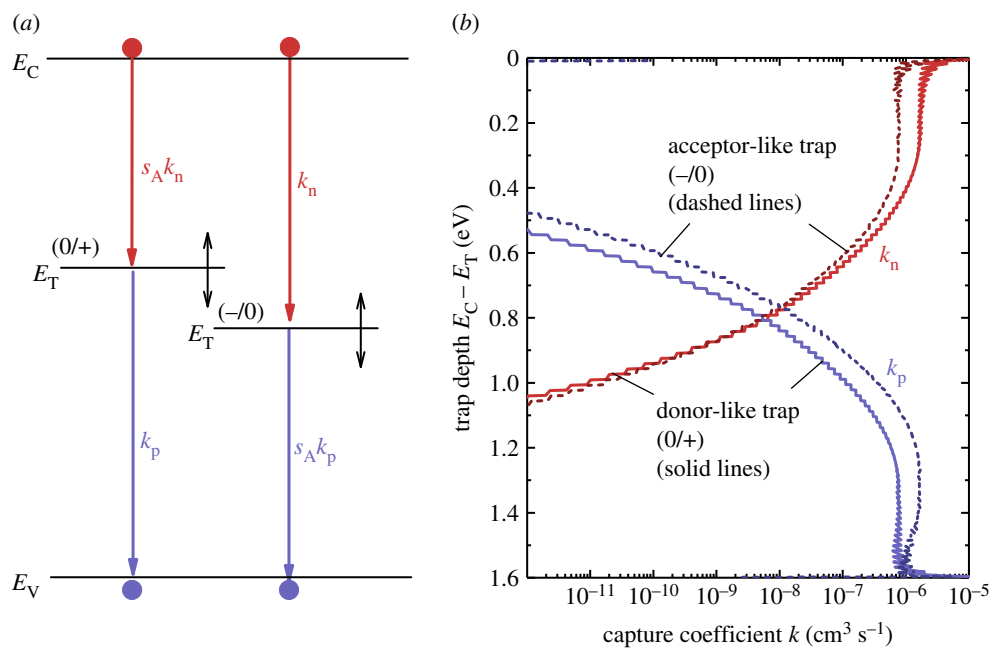 (a)
E_C
s_A k_n
k_n
(0/+)
E_T
(–/0)
E_T
k_p
s_A k_p
E_V
(b)
0
0.2
0.4
0.6
0.8
1.0
1.2
1.4
1.6
trap depth E_C – E_T (eV)
acceptor-like trap
(–/0)
(dashed lines)
k_n
k_p
donor-like trap
(0/+)
(solid lines)
10⁻¹¹ 10⁻¹⁰ 10⁻⁹ 10⁻⁸ 10⁻⁷ 10⁻⁶ 10⁻⁵
capture coefficient k (cm³ s⁻¹)